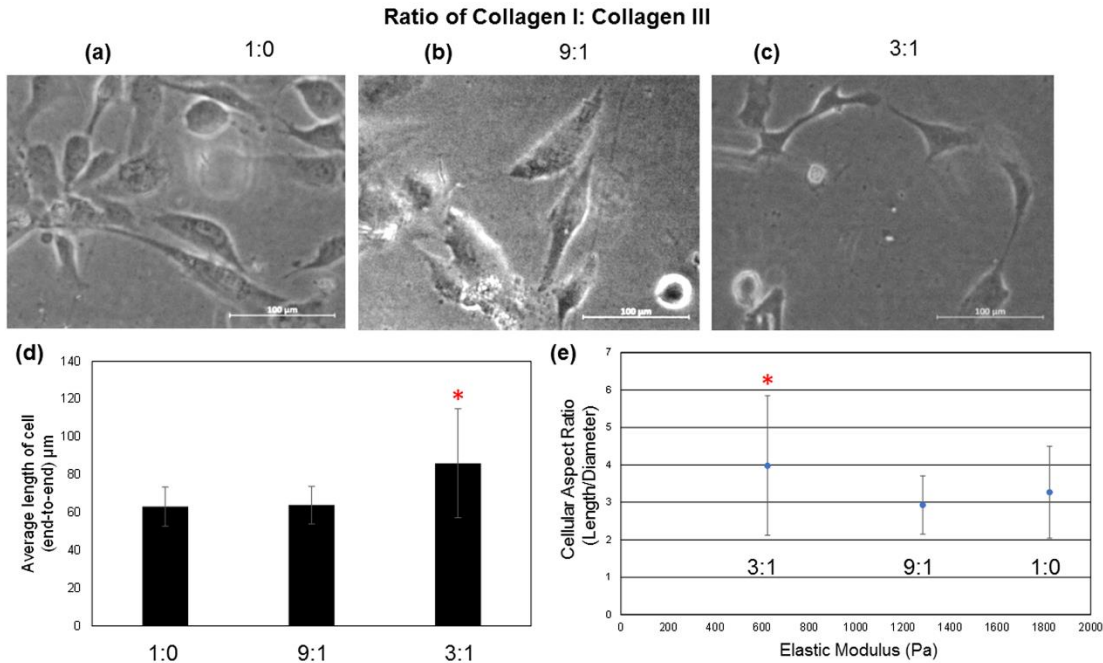 Ratio of Collagen I: Collagen III
(a) 1:0
(b) 9:1
(c) 3:1
100 µm
100 µm
100 µm
(d)
Average length of cell
(end-to-end) µm
140
120
100
80
60
40
20
0
*
1:0 9:1 3:1
(e)
Cellular Aspect Ratio
(Length/Diameter)
7
6
5
4
3
2
1
0
*
3:1 9:1 1:0
0 200 400 600 800 1000 1200 1400 1600 1800 2000
Elastic Modulus (Pa)